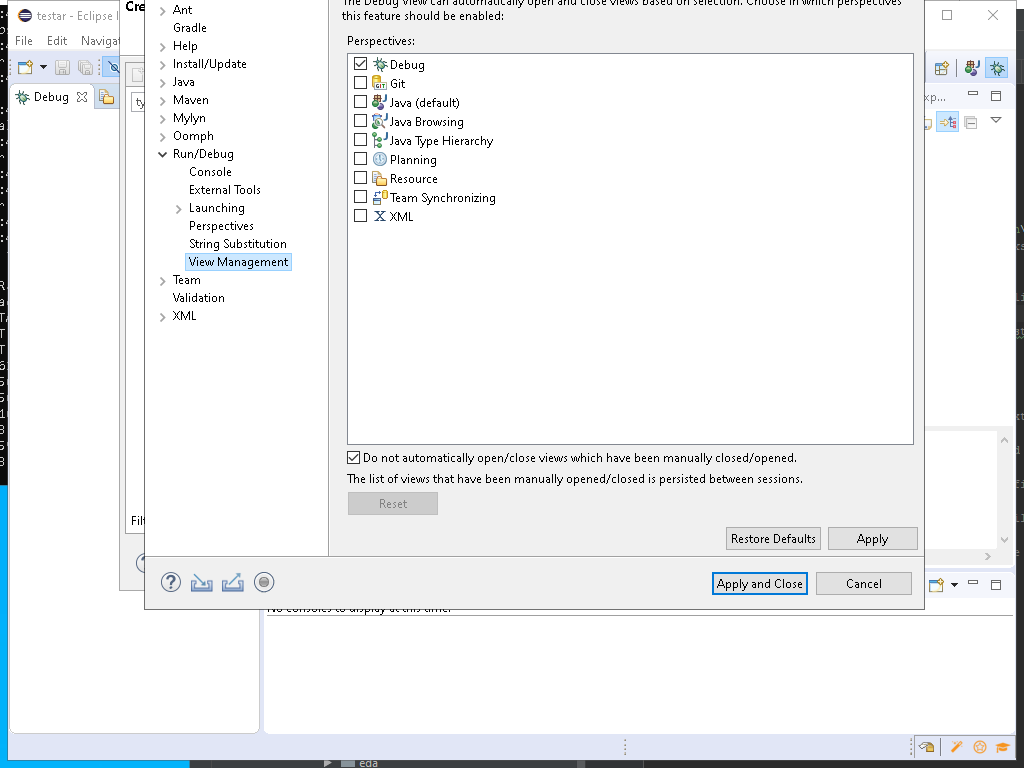 testar - Eclipse I
Cre
The Debug View can automatically open and close views based on selection. Choose in which perspectives
this feature should be enabled:
File Edit Navigat
Perspectives:
Ant
Gradle
Help
Install/Update
Java
Maven
Mylyn
Oomph
Run/Debug
Console
External Tools
Launching
Perspectives
String Substitution
View Management
Team
Validation
XML
Debug
ty
xp...
Debug
Git
GIT
Java (default)
Java Browsing
Java Type Hierarchy
Planning
Resource
Team Synchronizing
XML
Do not automatically open/close views which have been manually closed/opened.
The list of views that have been manually opened/closed is persisted between sessions.
Reset
Filt
Restore Defaults
Apply
Apply and Close
Cancel
No consoles to display at this time.
eda